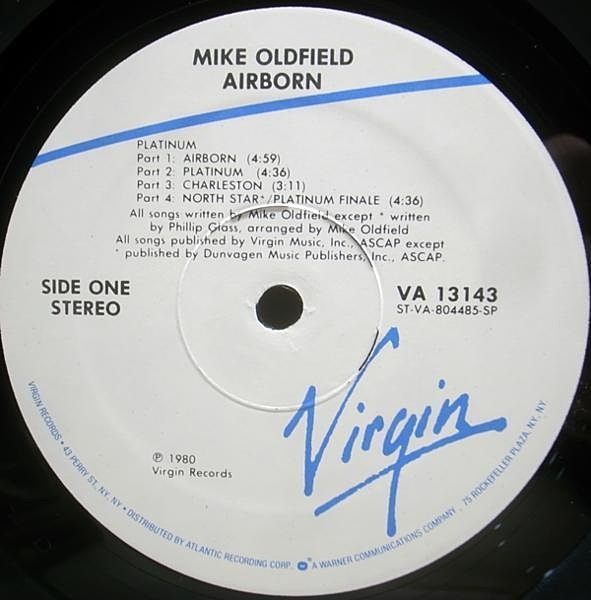 MIKE OLDFIELD
AIRBORN
PLATINUM
Part 1: AIRBORN (4:59)
Part 2: PLATINUM (4:36)
Part 3: CHARLESTON (3:11)
Part 4: NORTH STAR*/PLATINUM FINALE (4:36)
All songs written by Mike Oldfield except * written
by Phillip Glass, arranged by Mike Oldfield
All songs published by Virgin Music, Inc., ASCAP except
* published by Dunvagen Music Publishers, Inc., ASCAP.
SIDE ONE
STEREO
VA 13143
ST-VA-804485-SP
Virgin
℗ 1980
Virgin Records
VIRGIN RECORDS • 43 PERRY ST., NY. NY • DISTRIBUTED BY ATLANTIC RECORDING CORP. A WARNER COMMUNICATIONS COMPANY. 75 ROCKEFELLER PLAZA, NY. NY.